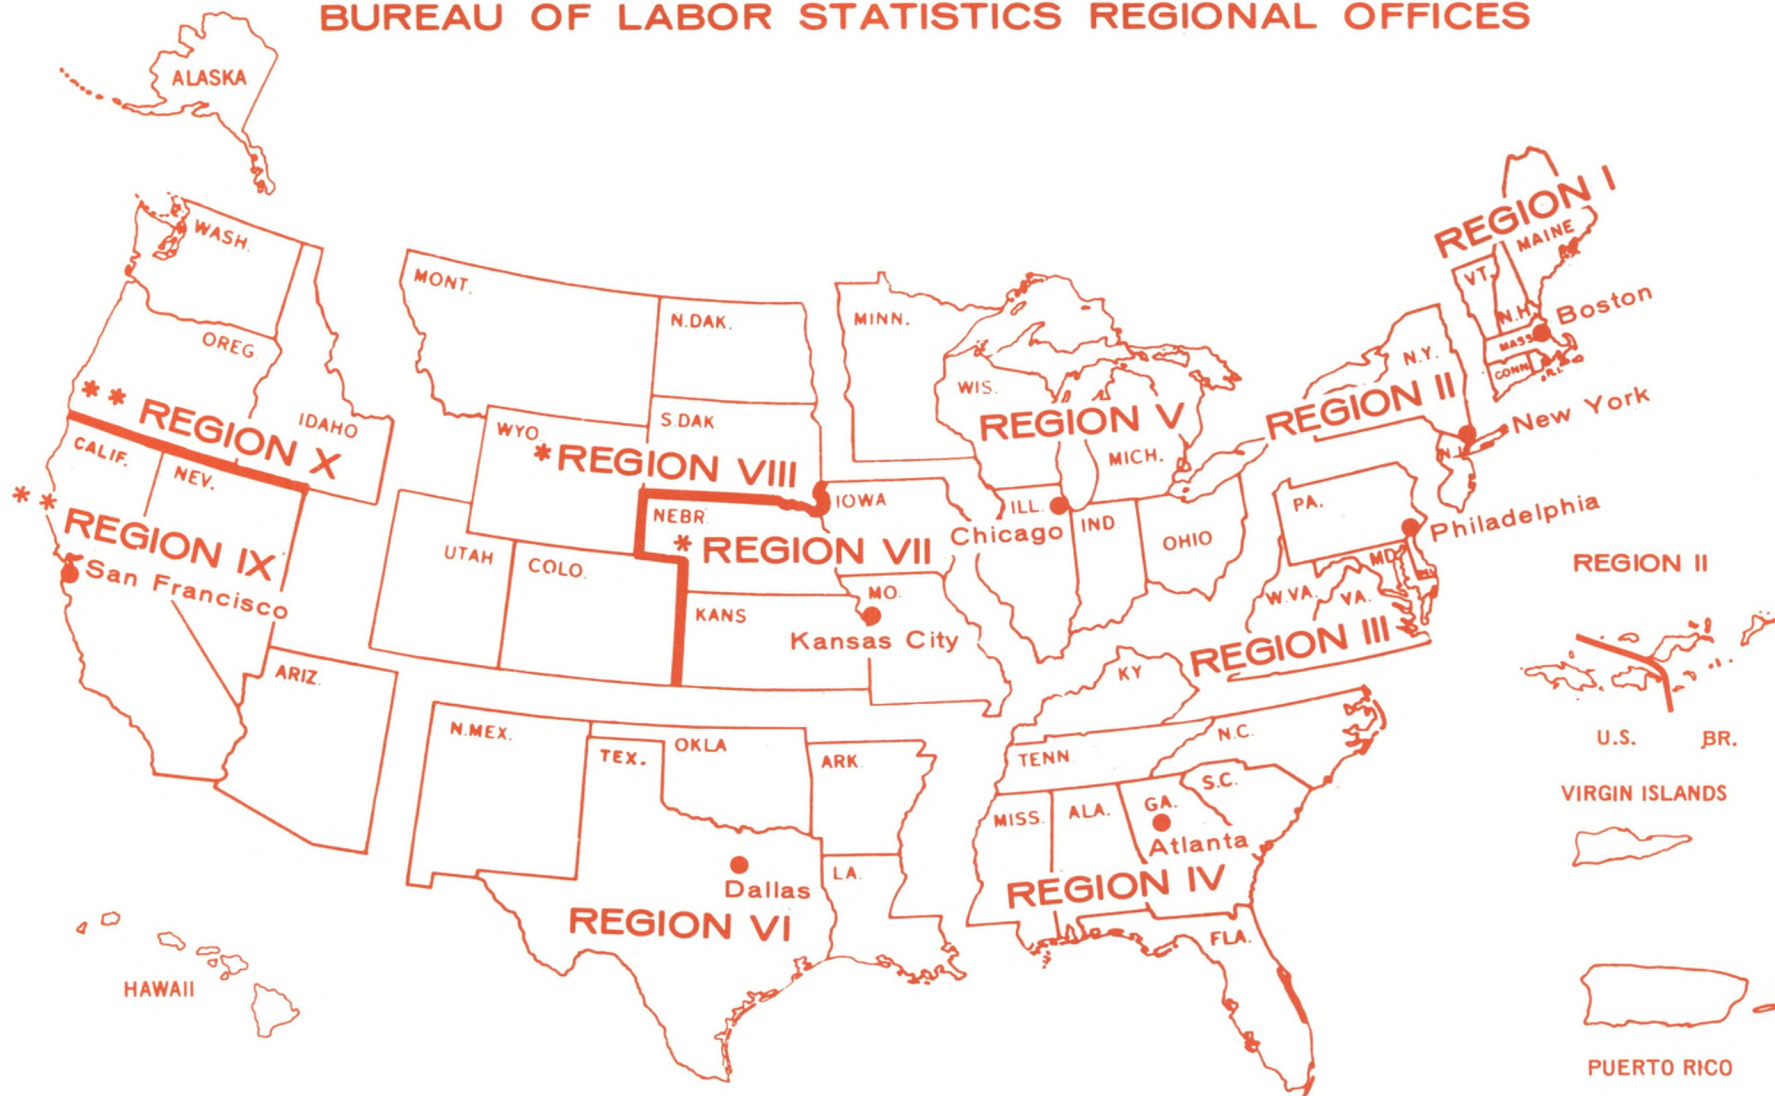 BUREAU OF LABOR STATISTICS REGIONAL OFFICES
ALASKA
REGION I
MAINE
VT.
N.H.
Boston
MASS
CONN
R.I.
WASH.
MONT.
N.DAK.
MINN.
OREG.
IDAHO
** REGION X
N.Y.
REGION II
New York
N.J.
WIS.
REGION V
MICH.
S.DAK.
WYO.
*REGION VIII
CALIF.
NEV.
** REGION IX
San Francisco
UTAH
COLO.
NEBR.
IOWA
* REGION VII
ILL.
Chicago
IND.
OHIO
PA.
Philadelphia
MD.
W.VA.
VA.
REGION III
KANS
MO.
Kansas City
KY
ARIZ.
N.MEX.
TEX.
OKLA
ARK.
TENN.
N.C.
S.C.
MISS.
ALA.
GA.
Atlanta
REGION IV
FLA.
LA.
Dallas
REGION VI
HAWAII
REGION II
U.S. BR.
VIRGIN ISLANDS
PUERTO RICO